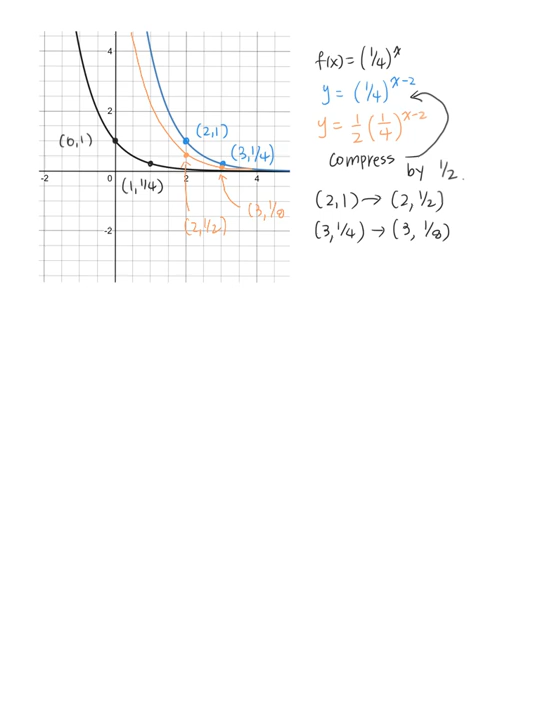 4
2
-2
-2
0
2
4
(0,1)
(1,1/4)
(2,1)
(3,1/4)
(2,1/2)
(3,1/8
f(x) = (1/4)^x
y = (1/4)^{x-2}
y = \frac{1}{2} (\frac{1}{4})^{x-2}
compress by 1/2.
(2,1) → (2,1/2)
(3,1/4) → (3, 1/8)